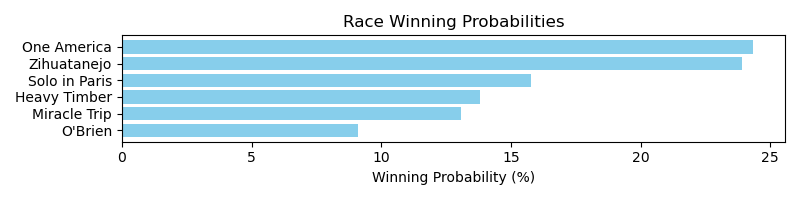 Race Winning Probabilities
One America
Zihuatanejo
Solo in Paris
Heavy Timber
Miracle Trip
O'Brien
0 5 10 15 20 25
Winning Probability (%)